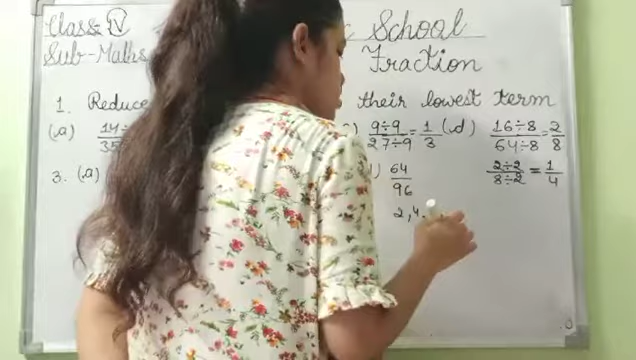 Class IV School
Sub-Maths Fraction
1. Reduce their lowest term
(a) 14÷ 9÷9/27÷9 = 1/3 (d) 16÷8/64÷8 = 2/8
35
3. (a) 64/96 2÷2/8÷2 = 1/4
2,4